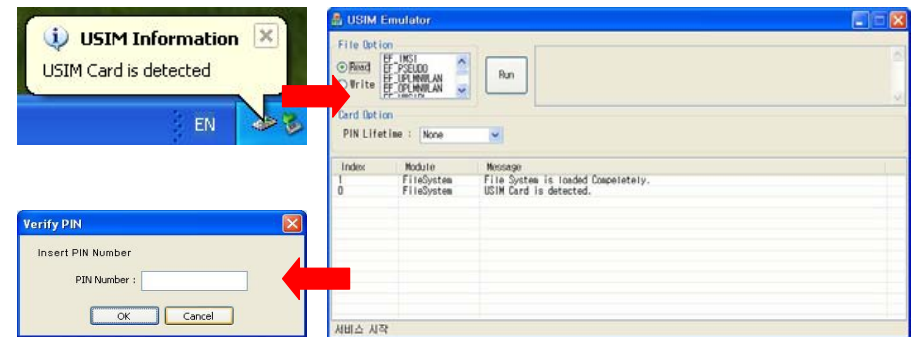 USIM Information
USIM Card is detected
EN
USIM Emulator
File Option
Read
Write
EF_IMSI
EF_PSEUDO
EF_UPLMNWLAN
EF_OPLMNWLAN
Run
Card Option
PIN Lifetime : None
Index Module Message
1 FileSystem File System is loaded Compeletely.
0 FileSystem USIM Card is detected.
서비스 시작
Verify PIN
Insert PIN Number
PIN Number :
OK Cancel